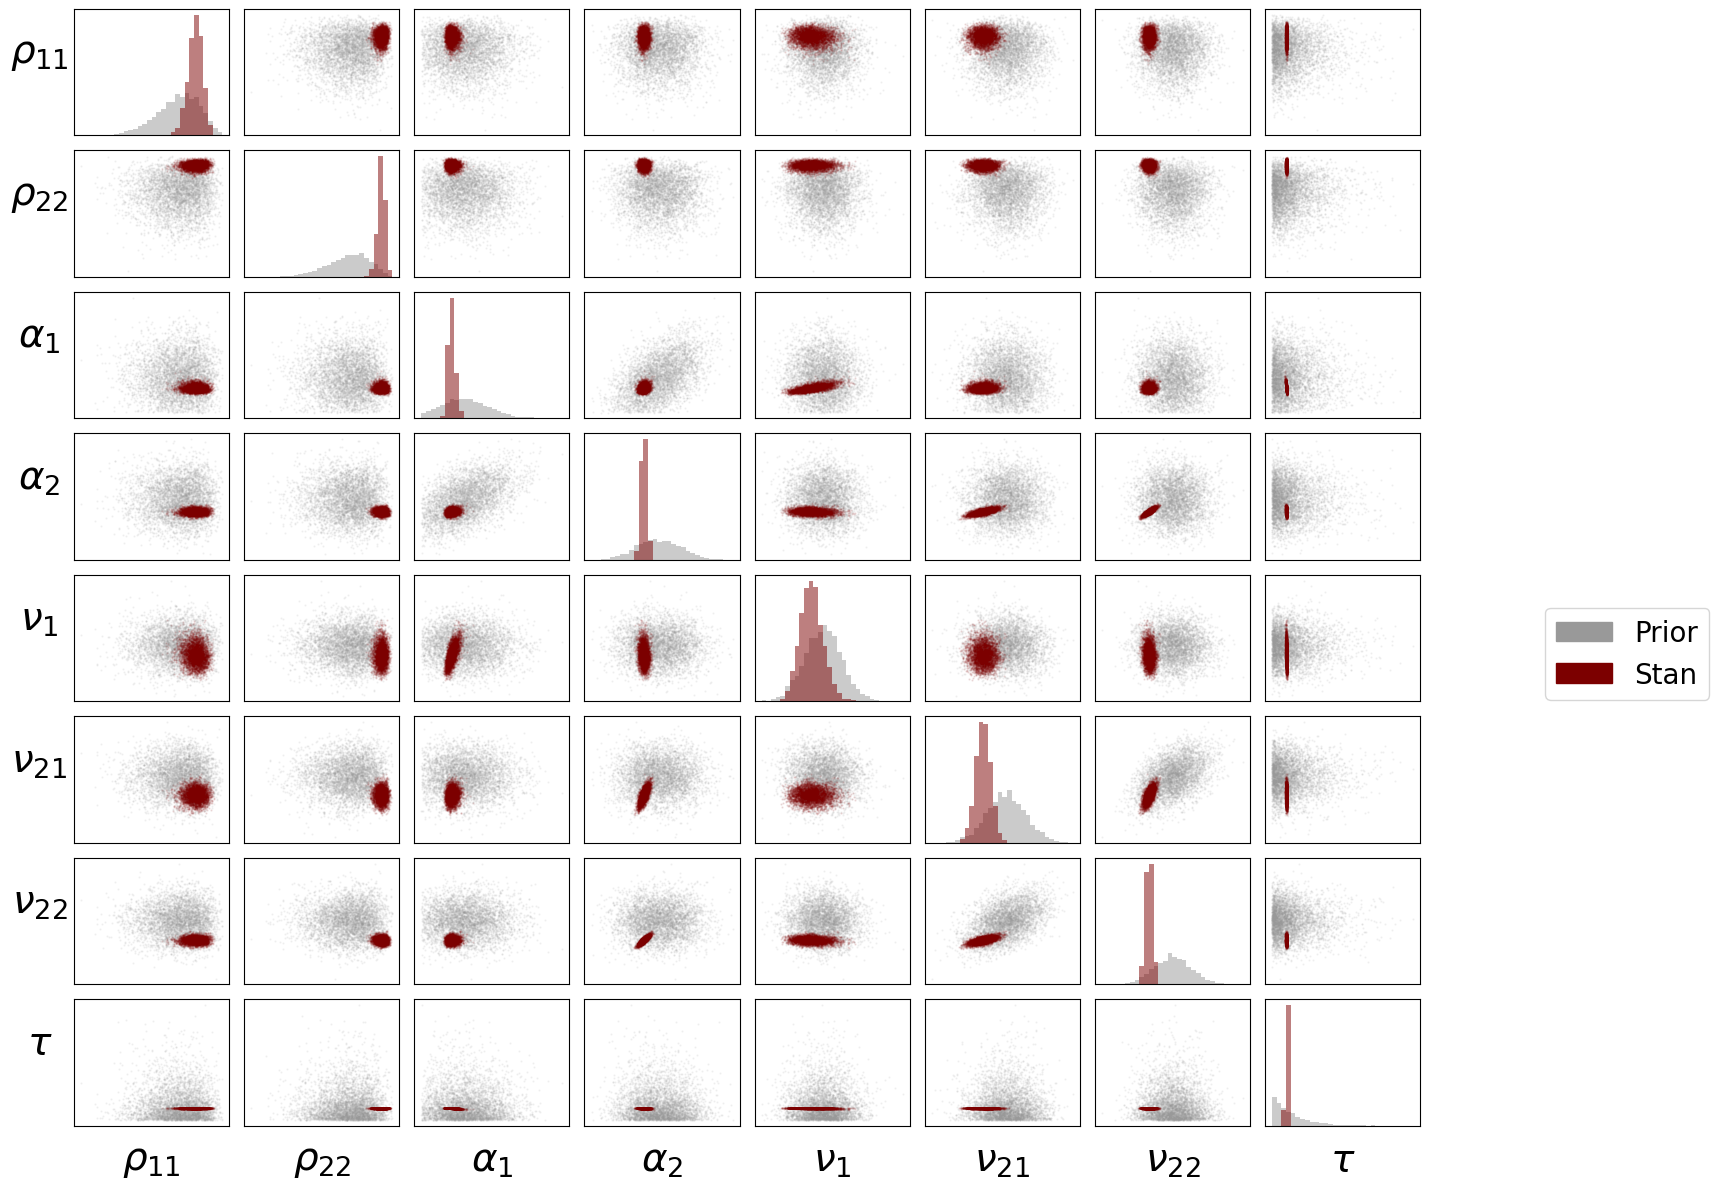 ρ₁₁
ρ₂₂
α₁
α₂
ν₁
ν₂₁
ν₂₂
τ
Prior
Stan
ρ₁₁ ρ₂₂ α₁ α₂ ν₁ ν₂₁ ν₂₂ τ